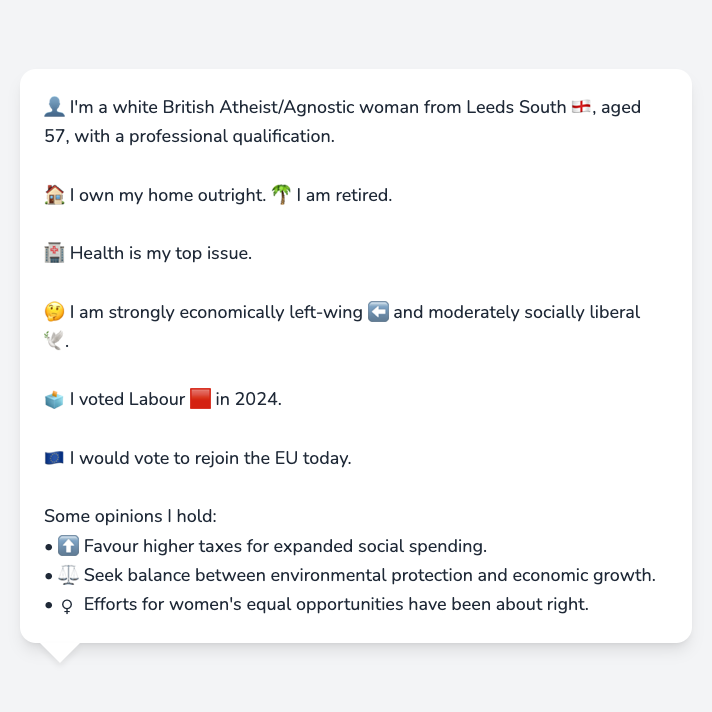 👤 I'm a white British Atheist/Agnostic woman from Leeds South 🏴󠁧󠁢󠁥󠁮󠁧󠁿, aged
57, with a professional qualification.
🏠 I own my home outright. 🌴 I am retired.
🏥 Health is my top issue.
🤔 I am strongly economically left-wing ⬅️ and moderately socially liberal
🕊️.
🗳️ I voted Labour 🟥 in 2024.
🇪🇺 I would vote to rejoin the EU today.
Some opinions I hold:
• ⬆️ Favour higher taxes for expanded social spending.
• ⚖️ Seek balance between environmental protection and economic growth.
• ♀ Efforts for women's equal opportunities have been about right.